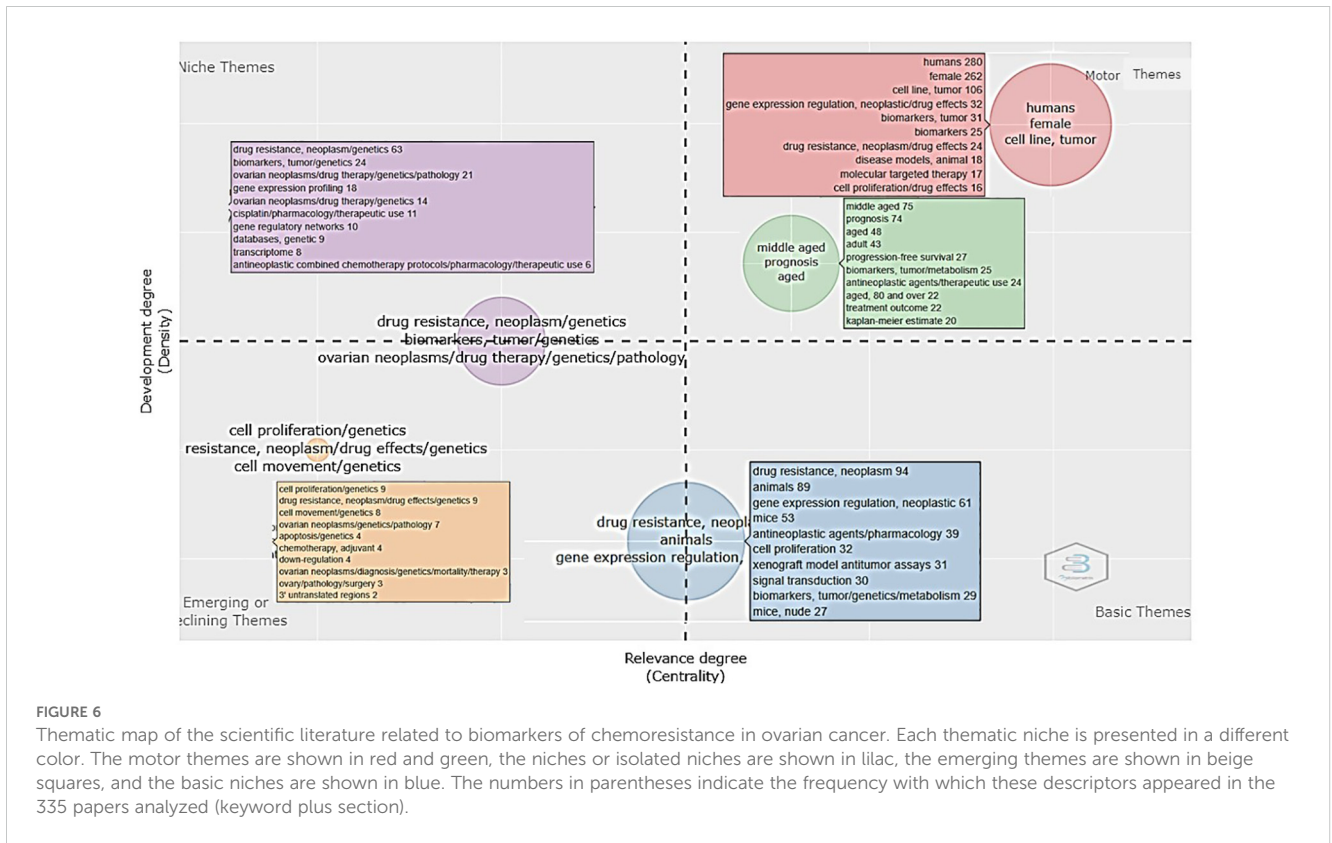 Niche Themes
Motor Themes
humans 280
female 262
cell line, tumor 106
gene expression regulation, neoplastic/drug effects 32
biomarkers, tumor 31
biomarkers 25
drug resistance, neoplasm/drug effects 24
disease models, animal 18
molecular targeted therapy 17
cell proliferation/drug effects 16
humans
female
cell line, tumor
drug resistance, neoplasm/genetics 63
biomarkers, tumor/genetics 24
ovarian neoplasms/drug therapy/genetics/pathology 21
gene expression profiling 18
ovarian neoplasms/drug therapy/genetics 14
cisplatin/pharmacology/therapeutic use 11
gene regulatory networks 10
databases, genetic 9
transcriptome 8
antineoplastic combined chemotherapy protocols/pharmacology/therapeutic use 6
middle aged
prognosis
aged
middle aged 75
prognosis 74
aged 48
adult 43
progression-free survival 27
biomarkers, tumor/metabolism 25
antineoplastic agents/therapeutic use 24
aged, 80 and over 22
treatment outcome 22
kaplan-meier estimate 20
Development degree
(Density)
drug resistance, neoplasm/genetics
biomarkers, tumor/genetics
ovarian neoplasms/drug therapy/genetics/pathology
cell proliferation/genetics
resistance, neoplasm/drug effects/genetics
cell movement/genetics
cell proliferation/genetics 9
drug resistance, neoplasm/drug effects/genetics 9
cell movement/genetics 8
ovarian neoplasms/genetics/pathology 7
apoptosis/genetics 4
chemotherapy, adjuvant 4
down-regulation 4
ovarian neoplasms/diagnosis/genetics/mortality/therapy 3
ovary/pathology/surgery 3
3' untranslated regions 2
drug resistance, neopl
animals
gene expression regulation,
drug resistance, neoplasm 94
animals 89
gene expression regulation, neoplastic 61
mice 53
antineoplastic agents/pharmacology 39
cell proliferation 32
xenograft model antitumor assays 31
signal transduction 30
biomarkers, tumor/genetics/metabolism 29
mice, nude 27
Emerging or
eclining Themes
Basic Themes
Relevance degree
(Centrality)
FIGURE 6
Thematic map of the scientific literature related to biomarkers of chemoresistance in ovarian cancer. Each thematic niche is presented in a different
color. The motor themes are shown in red and green, the niches or isolated niches are shown in lilac, the emerging themes are shown in beige
squares, and the basic niches are shown in blue. The numbers in parentheses indicate the frequency with which these descriptors appeared in the
335 papers analyzed (keyword plus section).